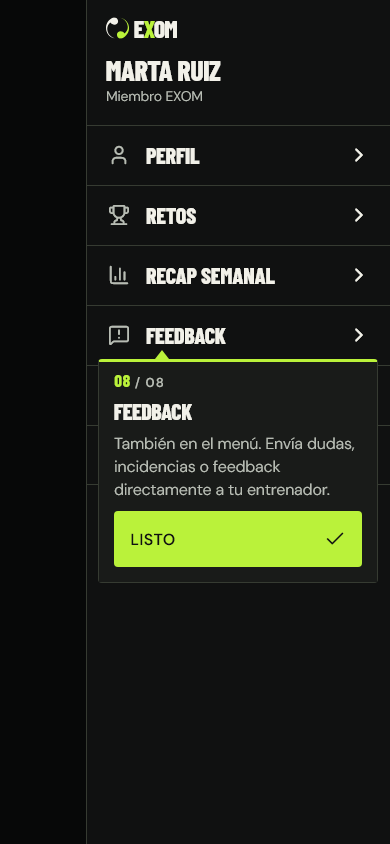 EXOM
MARTA RUIZ
Miembro EXOM
PERFIL
RETOS
RECAP SEMANAL
FEEDBACK
08 / 08
FEEDBACK
También en el menú. Envía dudas,
incidencias o feedback
directamente a tu entrenador.
LISTO